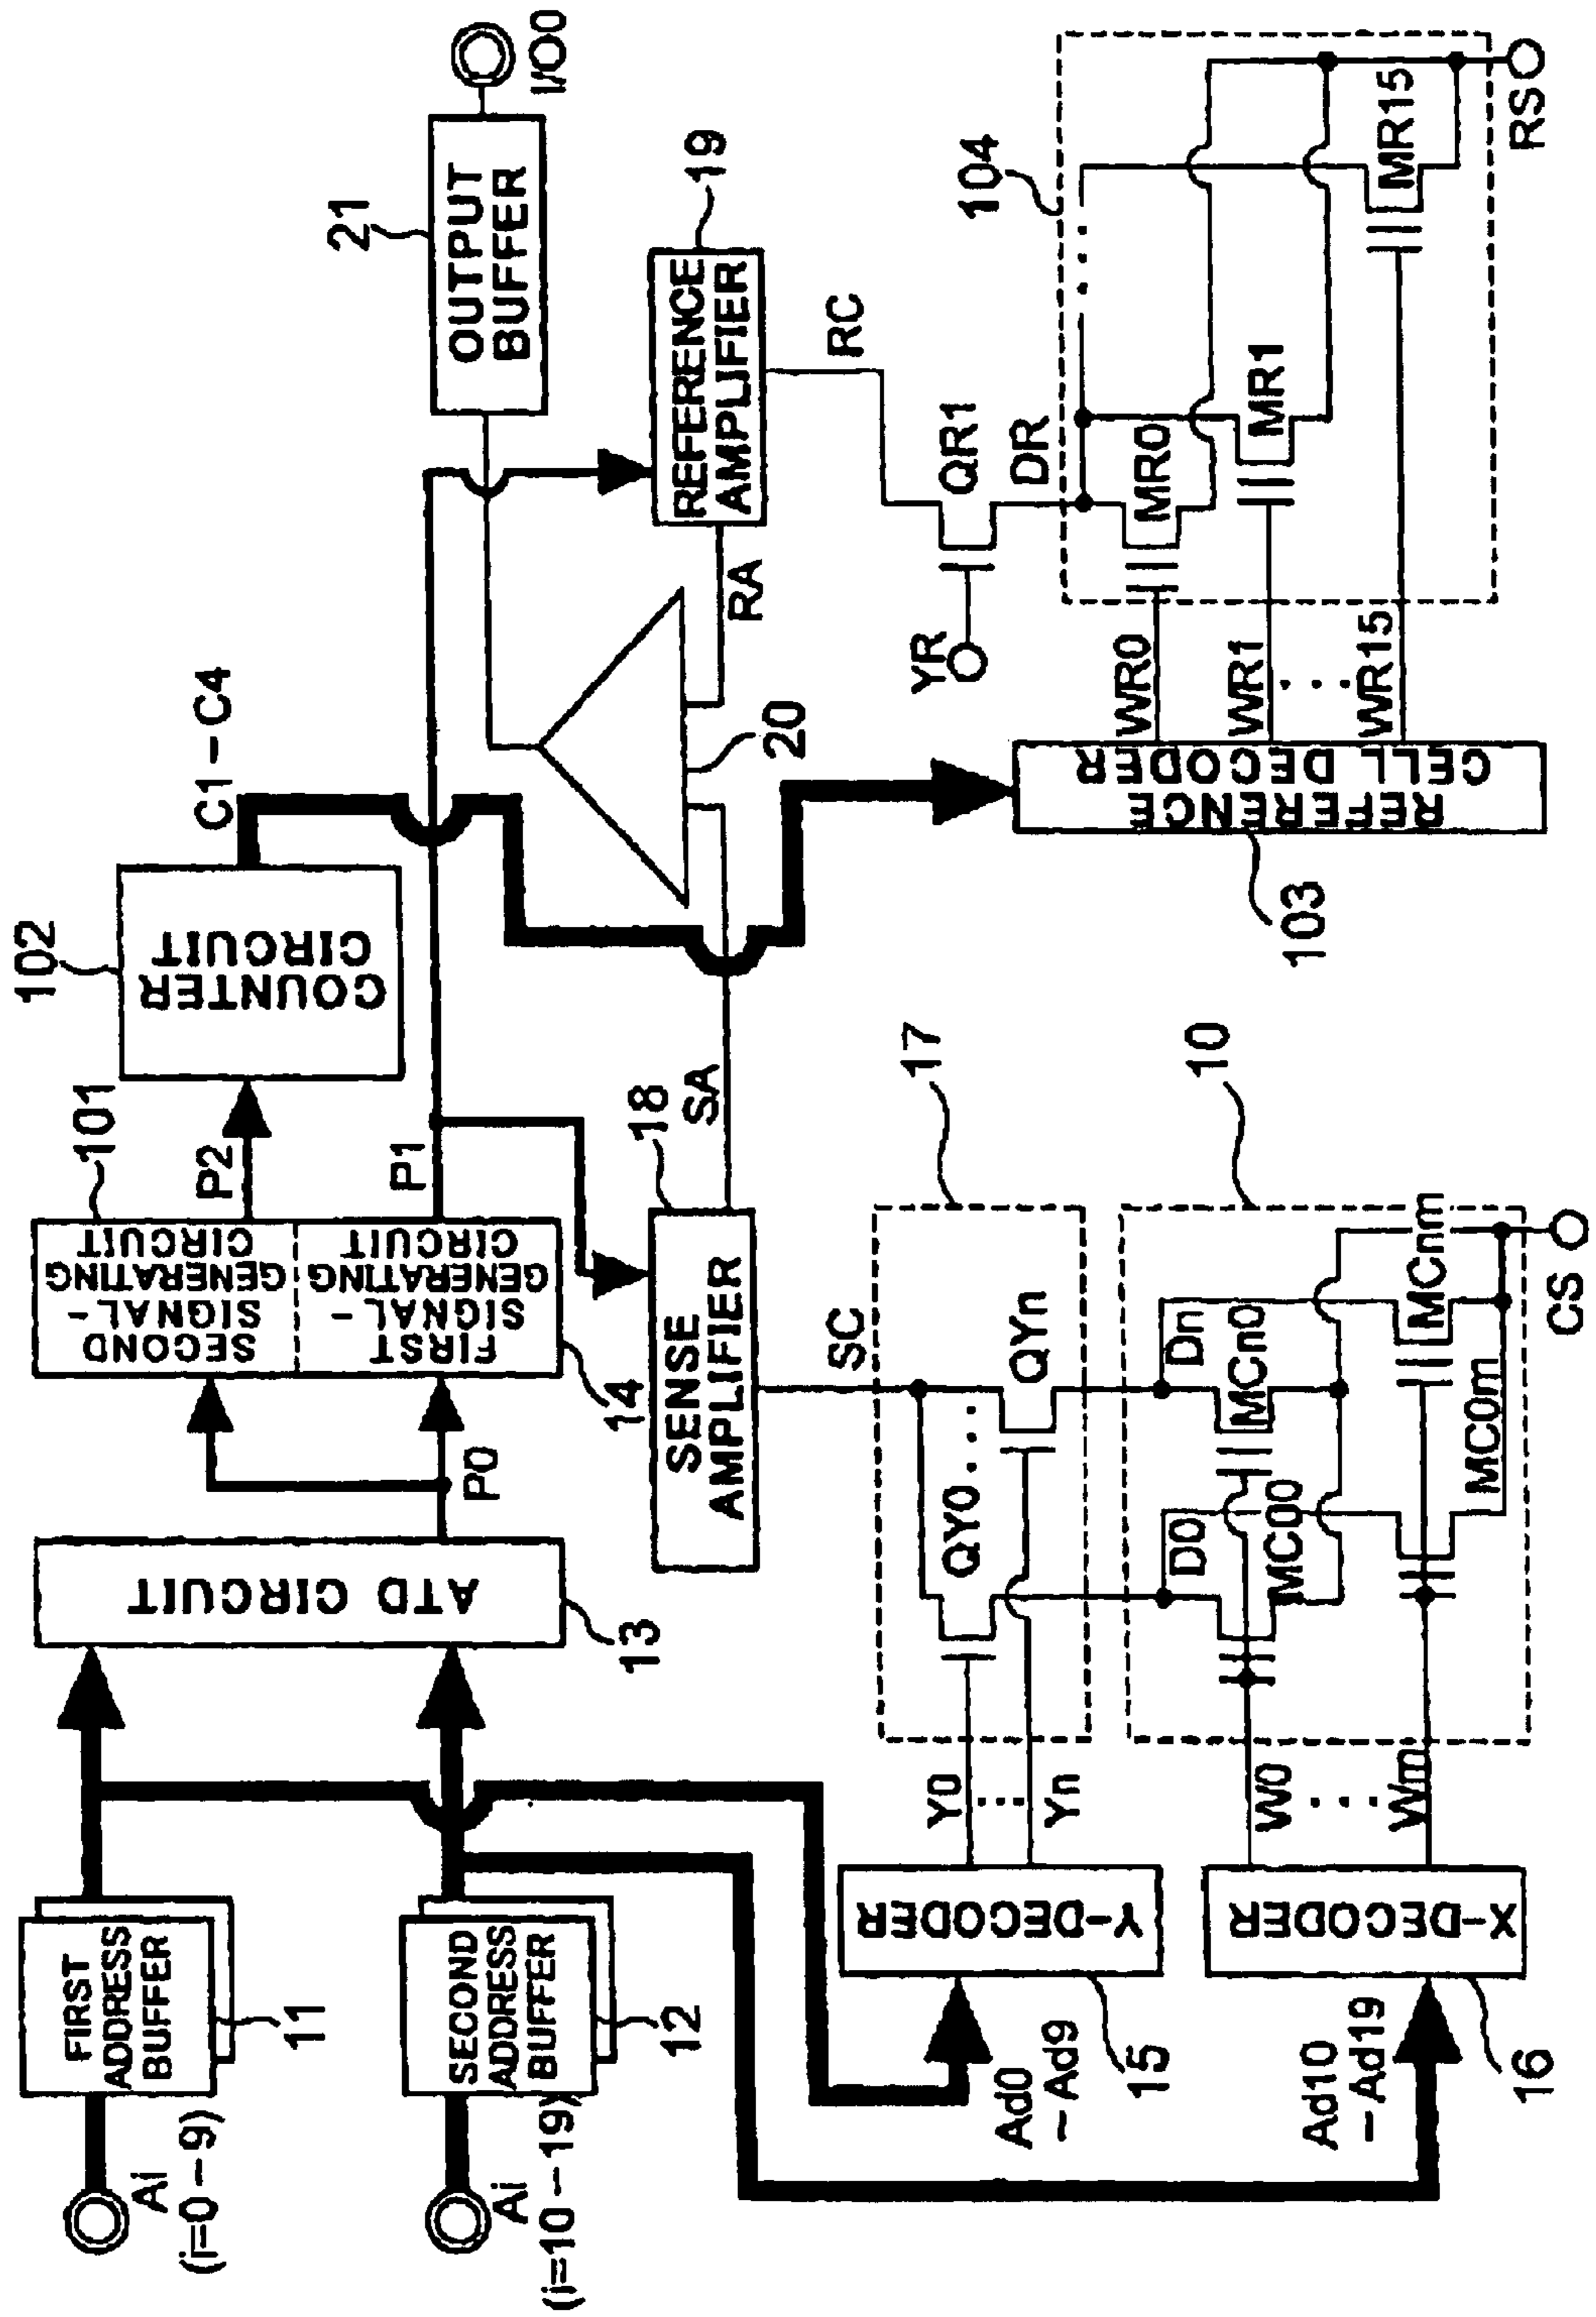 Ai
(i=0-9)
FIRST
ADDRESS
BUFFER
11
Ai
(i=10-19)
SECOND
ADDRESS
BUFFER
12
ATD CIRCUIT
13
P0
SECOND
SIGNAL-
GENERATING
CIRCUIT
101
FIRST
SIGNAL-
GENERATING
CIRCUIT
14
P2
P1
COUNTER
CIRCUIT
102
C1-C4
OUTPUT
BUFFER
21
I/O0
SENSE
AMPLIFIER
18
SA
20
RA
REFERENCE
AMPLIFIER
19
SC
RC
Ad0
~Ad9
Y-DECODER
15
Y0
Yn
QY0
QYn
17
YR
QR1
DR
Ad10
~Ad19
X-DECODER
16
W0
Wm
D0
Dn
MC00
MCn0
MC0m
MCnm
10
CS
REFERENCE
CELL DECODER
103
WR0
WR1
WR15
MR0
MR1
MR15
104
RS